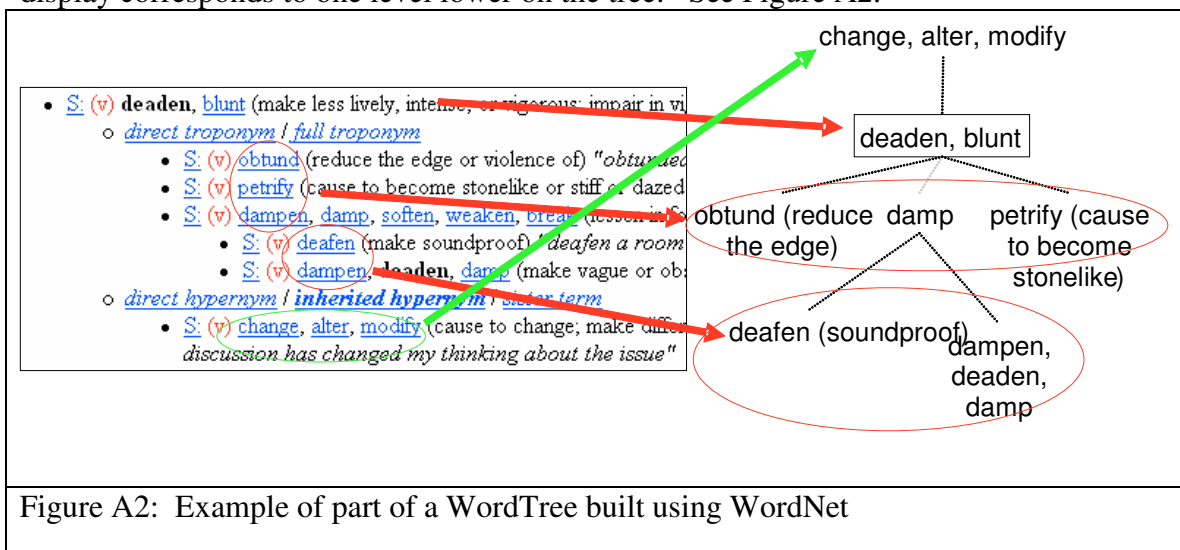 display corresponds to one level lower on the tree. See Figure A2.
change, alter, modify
• S: (v) deaden, blunt (make less lively, intense, or vigorous; impair in vi
deaden, blunt
o direct troponym / full troponym
• S: (v) obtund (reduce the edge or violence of) "obtunded
• S: (v) petrify (cause to become stonelike or stiff or dazed
• S: (v) dampen, damp, soften, weaken, break (lessen in fo
• S: (v) deafen (make soundproof) "deafen a room
• S: (v) dampen, deaden, damp (make vague or obs
o direct hypernym / inherited hypernym / sister term
• S: (v) change, alter, modify (cause to change; make differ
discussion has changed my thinking about the issue"
obtund (reduce
the edge)
damp
petrify (cause
to become
stonelike)
deafen (soundproof)
dampen,
deaden,
damp
Figure A2: Example of part of a WordTree built using WordNet